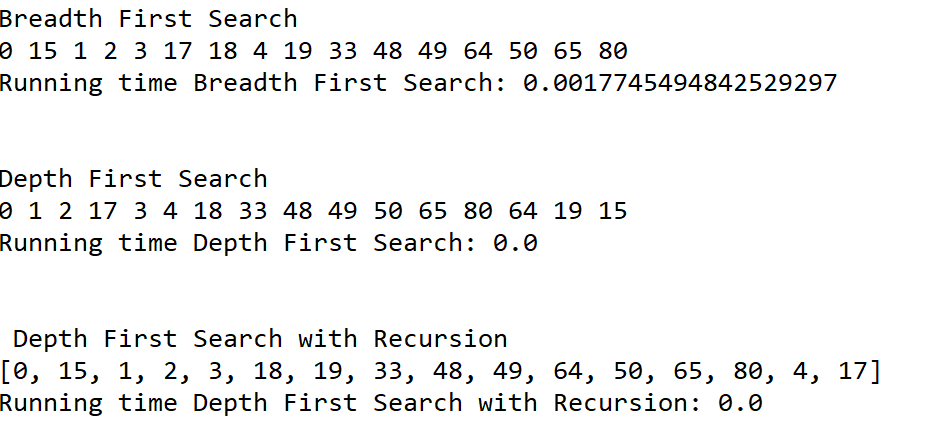 Breadth First Search
0 15 1 2 3 17 18 4 19 33 48 49 64 50 65 80
Running time Breadth First Search: 0.0017745494842529297
Depth First Search
0 1 2 17 3 4 18 33 48 49 50 65 80 64 19 15
Running time Depth First Search: 0.0
Depth First Search with Recursion
[0, 15, 1, 2, 3, 18, 19, 33, 48, 49, 64, 50, 65, 80, 4, 17]
Running time Depth First Search with Recursion: 0.0